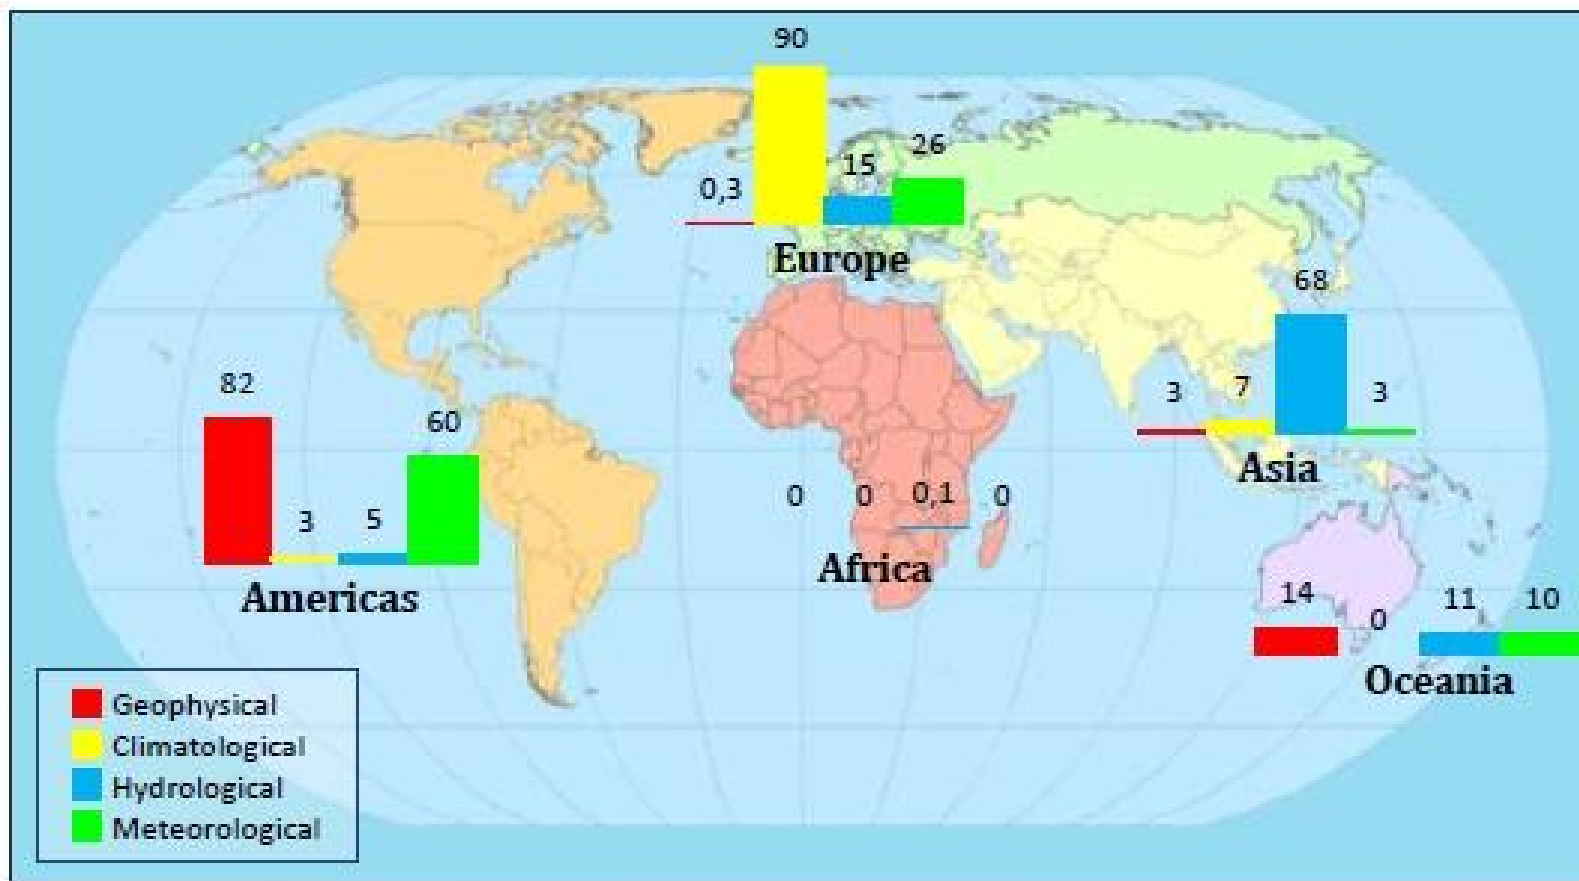 90
0,3
15
26
Europe
68
82
3
5
60
Americas
3
7
3
Asia
0
0
0,1
0
Africa
14
0
11
10
Oceania
Geophysical
Climatological
Hydrological
Meteorological